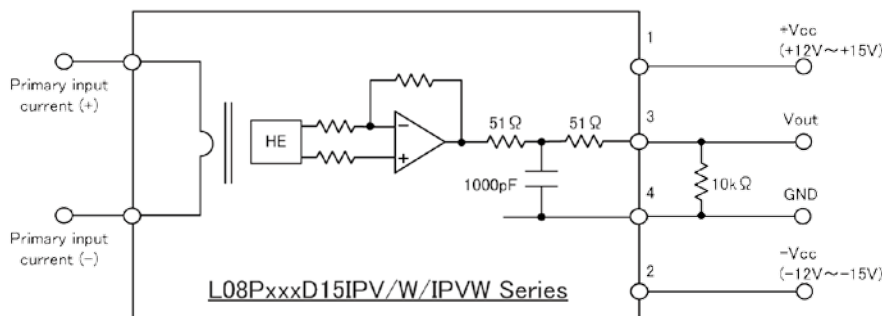 Primary input
current (+)
Primary input
current (-)
HE
-
+
51Ω
51Ω
1000pF
1
3
4
2
10kΩ
+Vcc
(+12V～+15V)
Vout
GND
-Vcc
(-12V～-15V)
L08PxxxD15IPV/W/IPVW Series